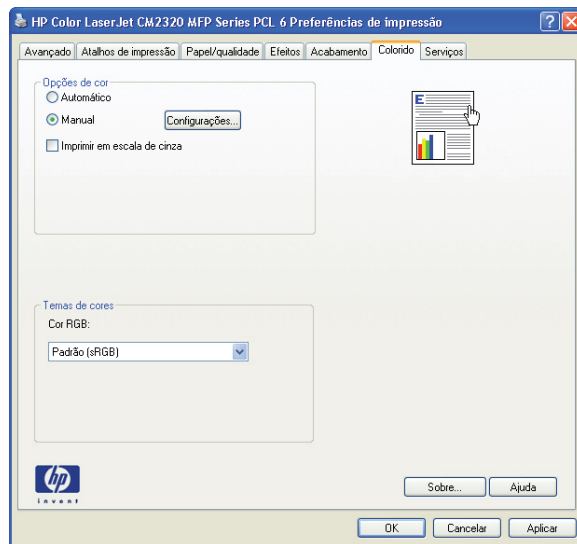 HP Color LaserJet CM2320 MFP Series PCL 6 Preferências de impressão
Avançado Atalhos de impressão Papel/qualidade Efeitos Acabamento Colorido Serviços
Opções de cor
Automático
Manual Configurações...
Imprimir em escala de cinza
E
Temas de cores
Cor RGB:
Padrão (sRGB)
hp
invent
Sobre... Ajuda
OK Cancelar Aplicar